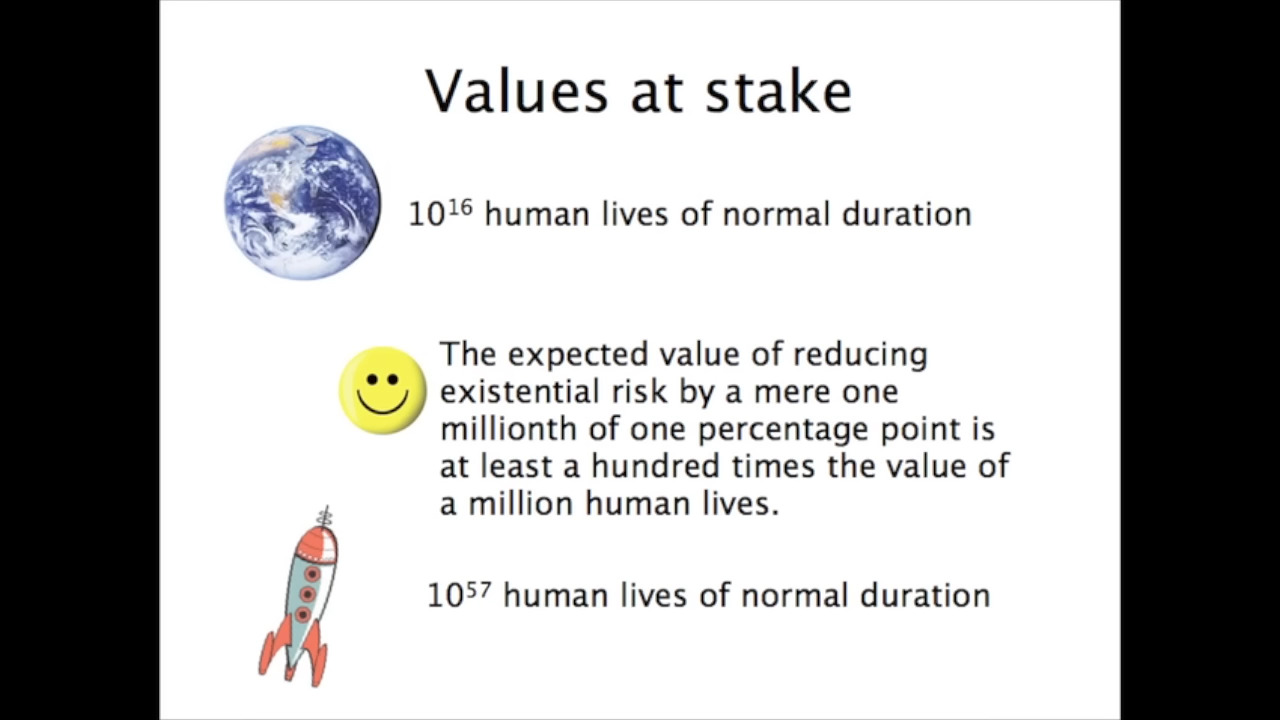 Values at stake
10¹⁶ human lives of normal duration
The expected value of reducing
existential risk by a mere one
millionth of one percentage point is
at least a hundred times the value of
a million human lives.
10⁵⁷ human lives of normal duration